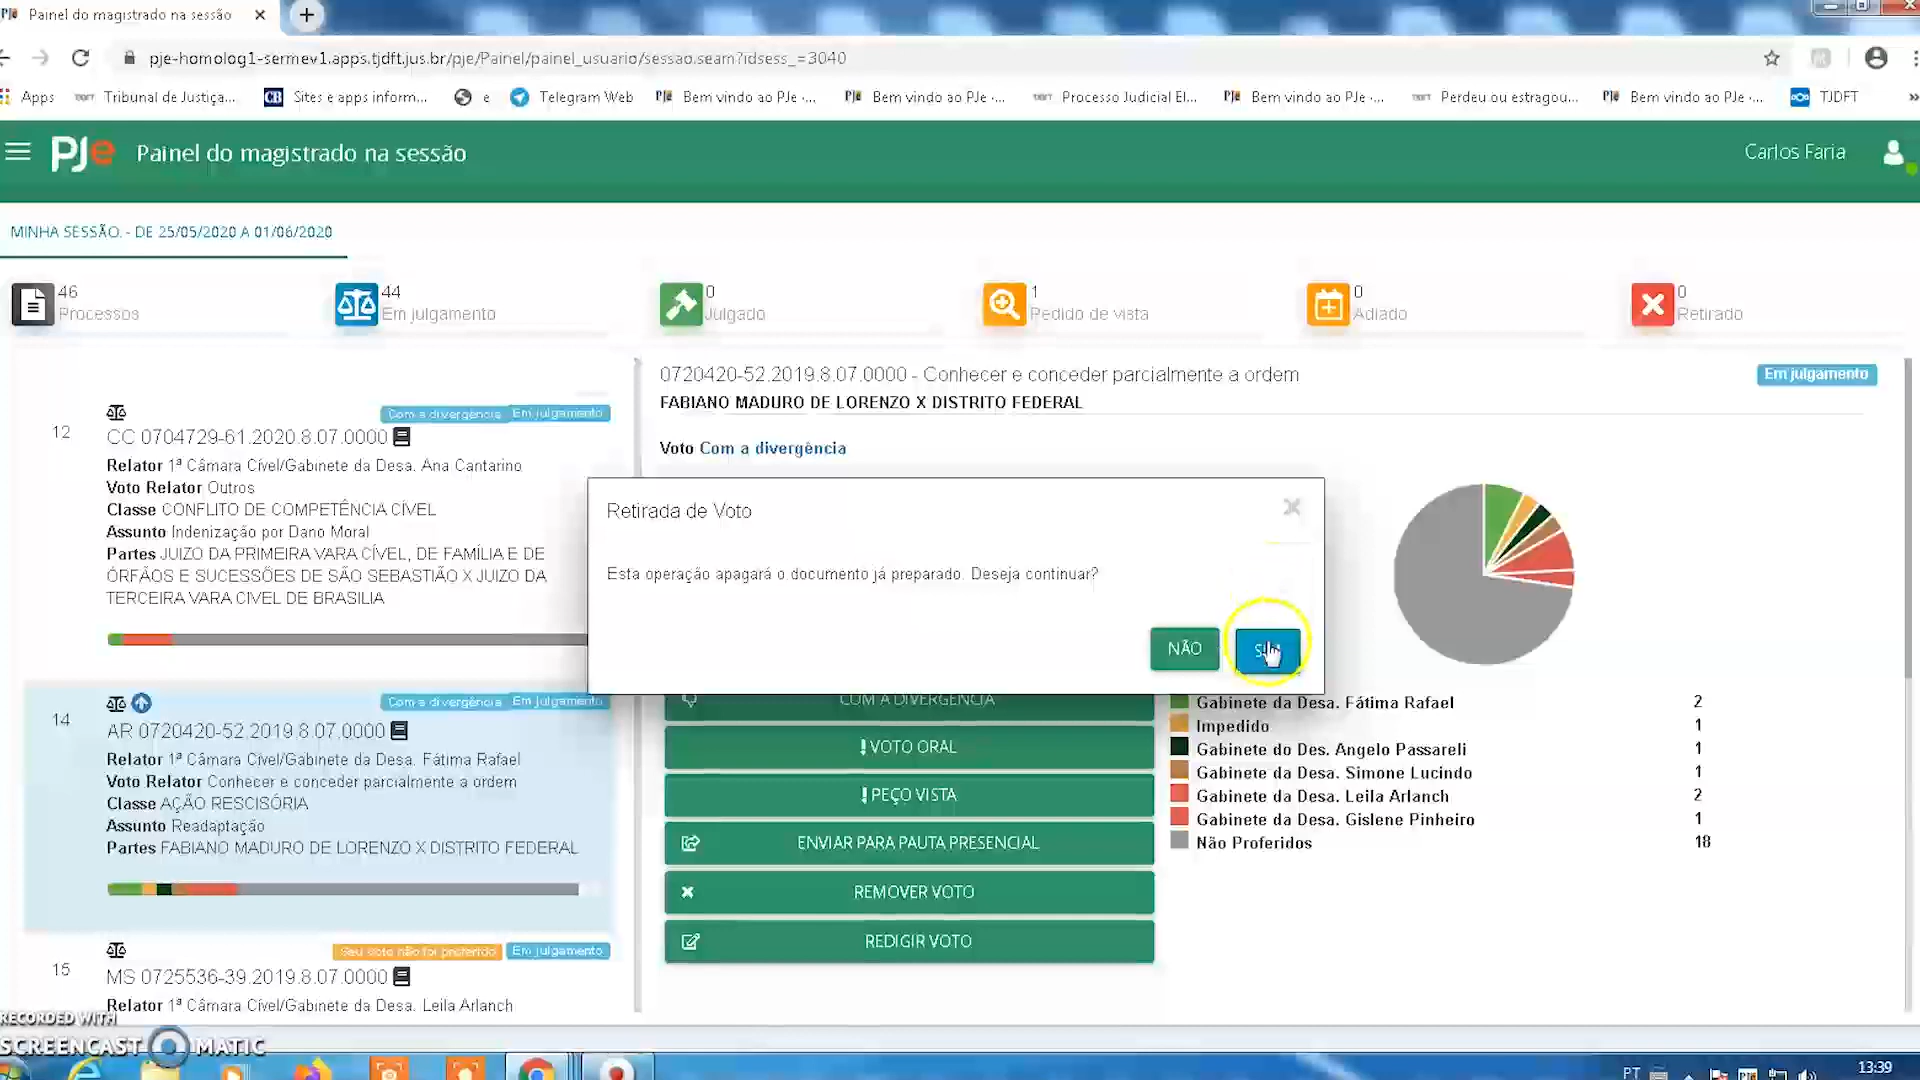 PJe Painel do magistrado na sessão
pje-homolog1-sermev1.apps.tjdft.jus.br/pje/Painel/painel_usuario/sessao.seam?idsess_=3040
Apps
Tribunal de Justiça...
CB Sites e apps inform...
e
Telegram Web
PJe Bem vindo ao PJe -...
PJe Bem vindo ao PJe -...
Processo Judicial El...
PJe Bem vindo ao PJe -...
Perdeu ou estragou...
PJe Bem vindo ao PJe -...
TJDFT
»
PJe Painel do magistrado na sessão
Carlos Faria
MINHA SESSÃO. - DE 25/05/2020 A 01/06/2020
46
Processos
44
Em julgamento
0
Julgado
1
Pedido de vista
0
Adiado
0
Retirado
12
Com a divergência Em julgamento
CC 0704729-61.2020.8.07.0000
Relator 1ª Câmara Cível/Gabinete da Desa. Ana Cantarino
Voto Relator Outros
Classe CONFLITO DE COMPETÊNCIA CÍVEL
Assunto Indenização por Dano Moral
Partes JUIZO DA PRIMEIRA VARA CÍVEL, DE FAMÍLIA E DE
ÓRFÃOS E SUCESSÕES DE SÃO SEBASTIÃO X JUIZO DA
TERCEIRA VARA CIVEL DE BRASILIA
14
Com a divergência Em julgamento
AR 0720420-52.2019.8.07.0000
Relator 1ª Câmara Cível/Gabinete da Desa. Fátima Rafael
Voto Relator Conhecer e conceder parcialmente a ordem
Classe AÇÃO RESCISÓRIA
Assunto Readaptação
Partes FABIANO MADURO DE LORENZO X DISTRITO FEDERAL
15
Seu voto não foi proferido Em julgamento
MS 0725536-39.2019.8.07.0000
Relator 1ª Câmara Cível/Gabinete da Desa. Leila Arlanch
0720420-52.2019.8.07.0000 - Conhecer e conceder parcialmente a ordem
Em julgamento
FABIANO MADURO DE LORENZO X DISTRITO FEDERAL
Voto Com a divergência
Retirada de Voto
Esta operação apagará o documento já preparado. Deseja continuar?
NÃO
COM A DIVERGÊNCIA
VOTO ORAL
PEÇO VISTA
ENVIAR PARA PAUTA PRESENCIAL
REMOVER VOTO
REDIGIR VOTO
Gabinete da Desa. Fátima Rafael 2
Impedido 1
Gabinete do Des. Angelo Passareli 1
Gabinete da Desa. Simone Lucindo 1
Gabinete da Desa. Leila Arlanch 2
Gabinete da Desa. Gislene Pinheiro 1
Não Proferidos 18
RECORDED WITH
SCREENCAST MATIC
PT
PJe
13:39